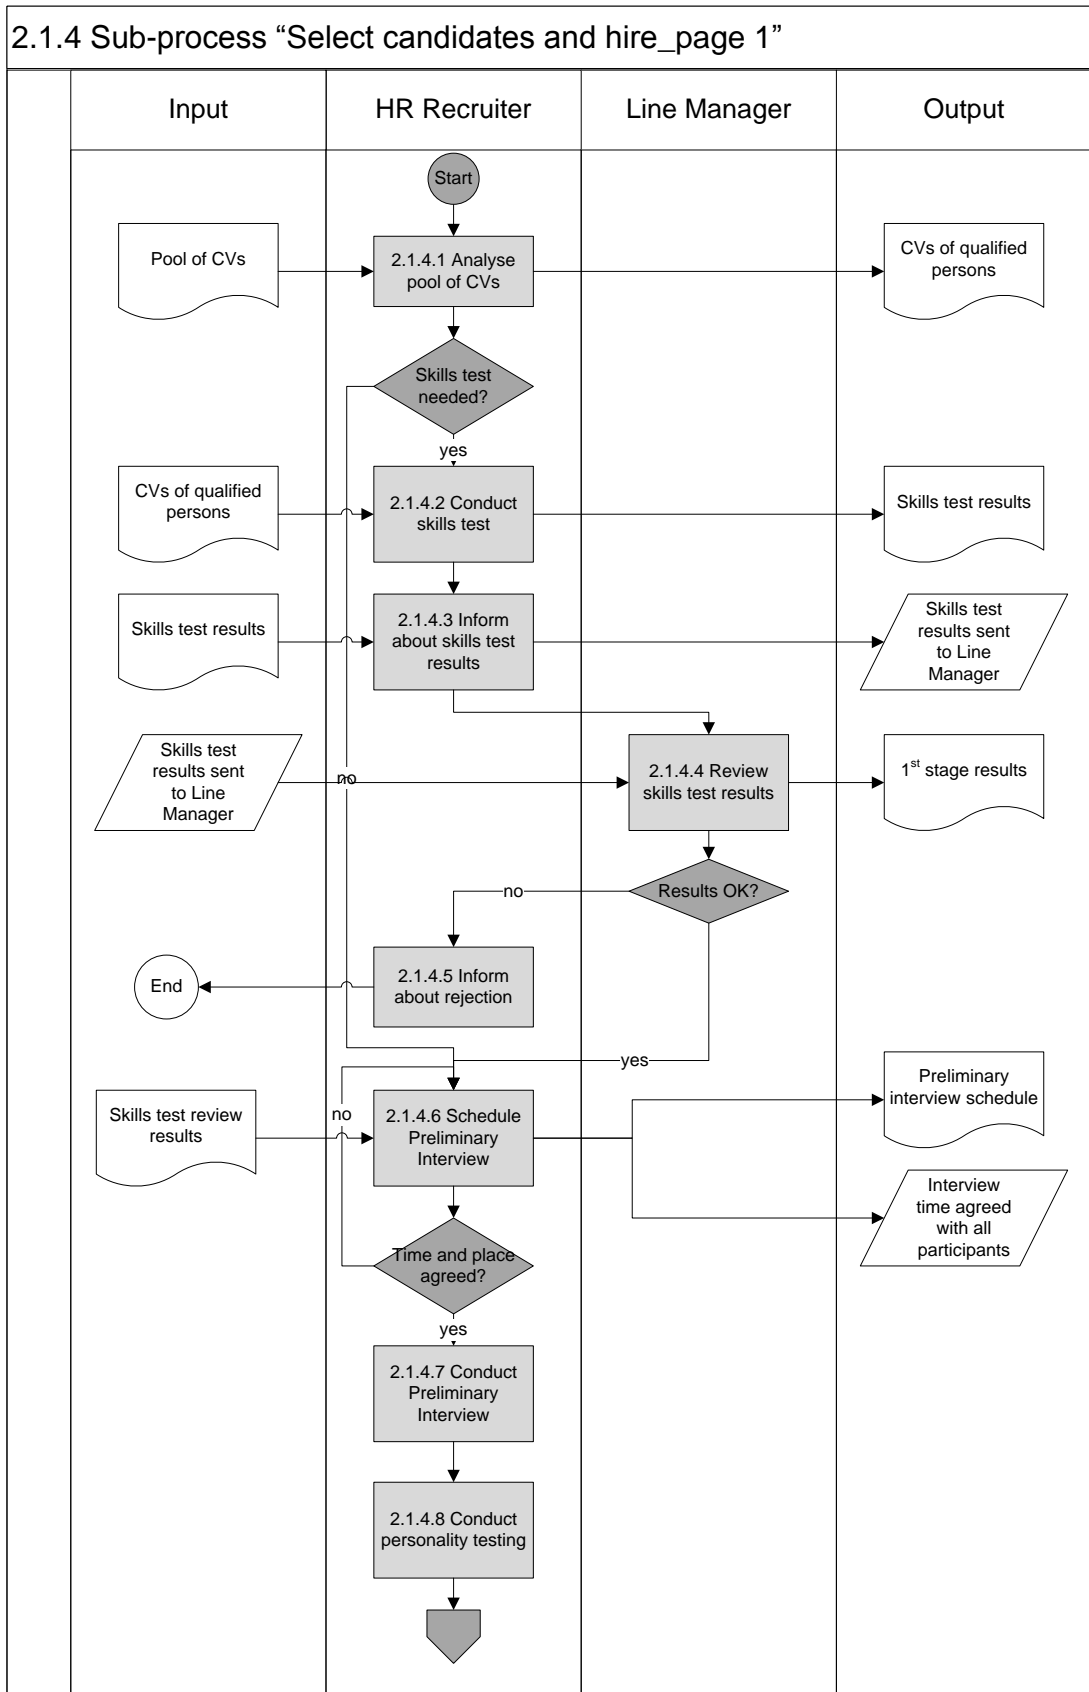 2.1.4 Sub-process “Select candidates and hire_page 1”
Input
HR Recruiter
Line Manager
Output
Start
Pool of CVs
2.1.4.1 Analyse
pool of CVs
CVs of qualified
persons
Skills test
needed?
yes
CVs of qualified
persons
2.1.4.2 Conduct
skills test
Skills test results
Skills test results
2.1.4.3 Inform
about skills test
results
Skills test
results sent
to Line
Manager
Skills test
results sent
to Line
Manager
no
2.1.4.4 Review
skills test results
1st stage results
no
Results OK?
End
2.1.4.5 Inform
about rejection
yes
Skills test review
results
no
2.1.4.6 Schedule
Preliminary
Interview
Preliminary
interview schedule
Interview
time agreed
with all
participants
Time and place
agreed?
yes
2.1.4.7 Conduct
Preliminary
Interview
2.1.4.8 Conduct
personality testing